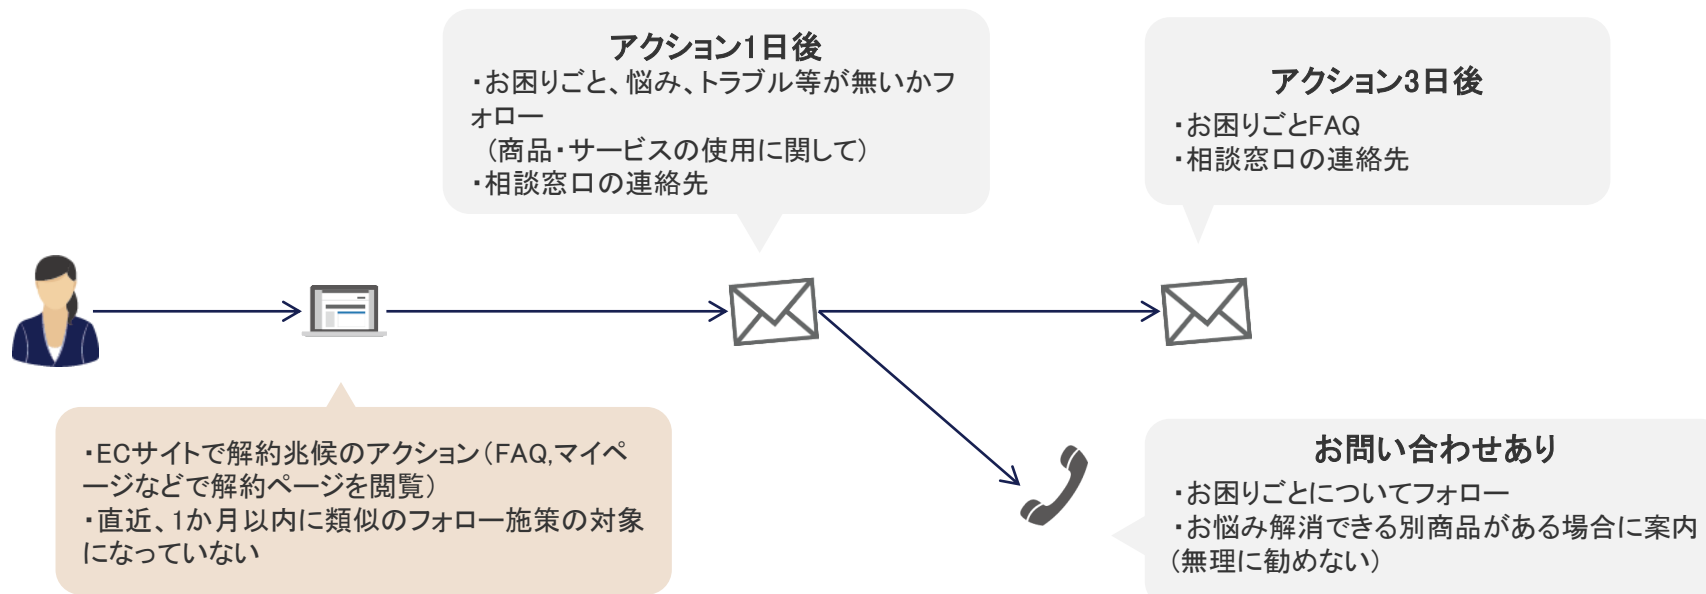 アクション1日後
・お困りごと、悩み、トラブル等が無いかフ
ォロー
（商品・サービスの使用に関して）
・相談窓口の連絡先
アクション3日後
・お困りごとFAQ
・相談窓口の連絡先
・ECサイトで解約兆候のアクション（FAQ,マイペ
ージなどで解約ページを閲覧）
・直近、1か月以内に類似のフォロー施策の対象
になっていない
お問い合わせあり
・お困りごとについてフォロー
・お悩み解消できる別商品がある場合に案内
(無理に勧めない）